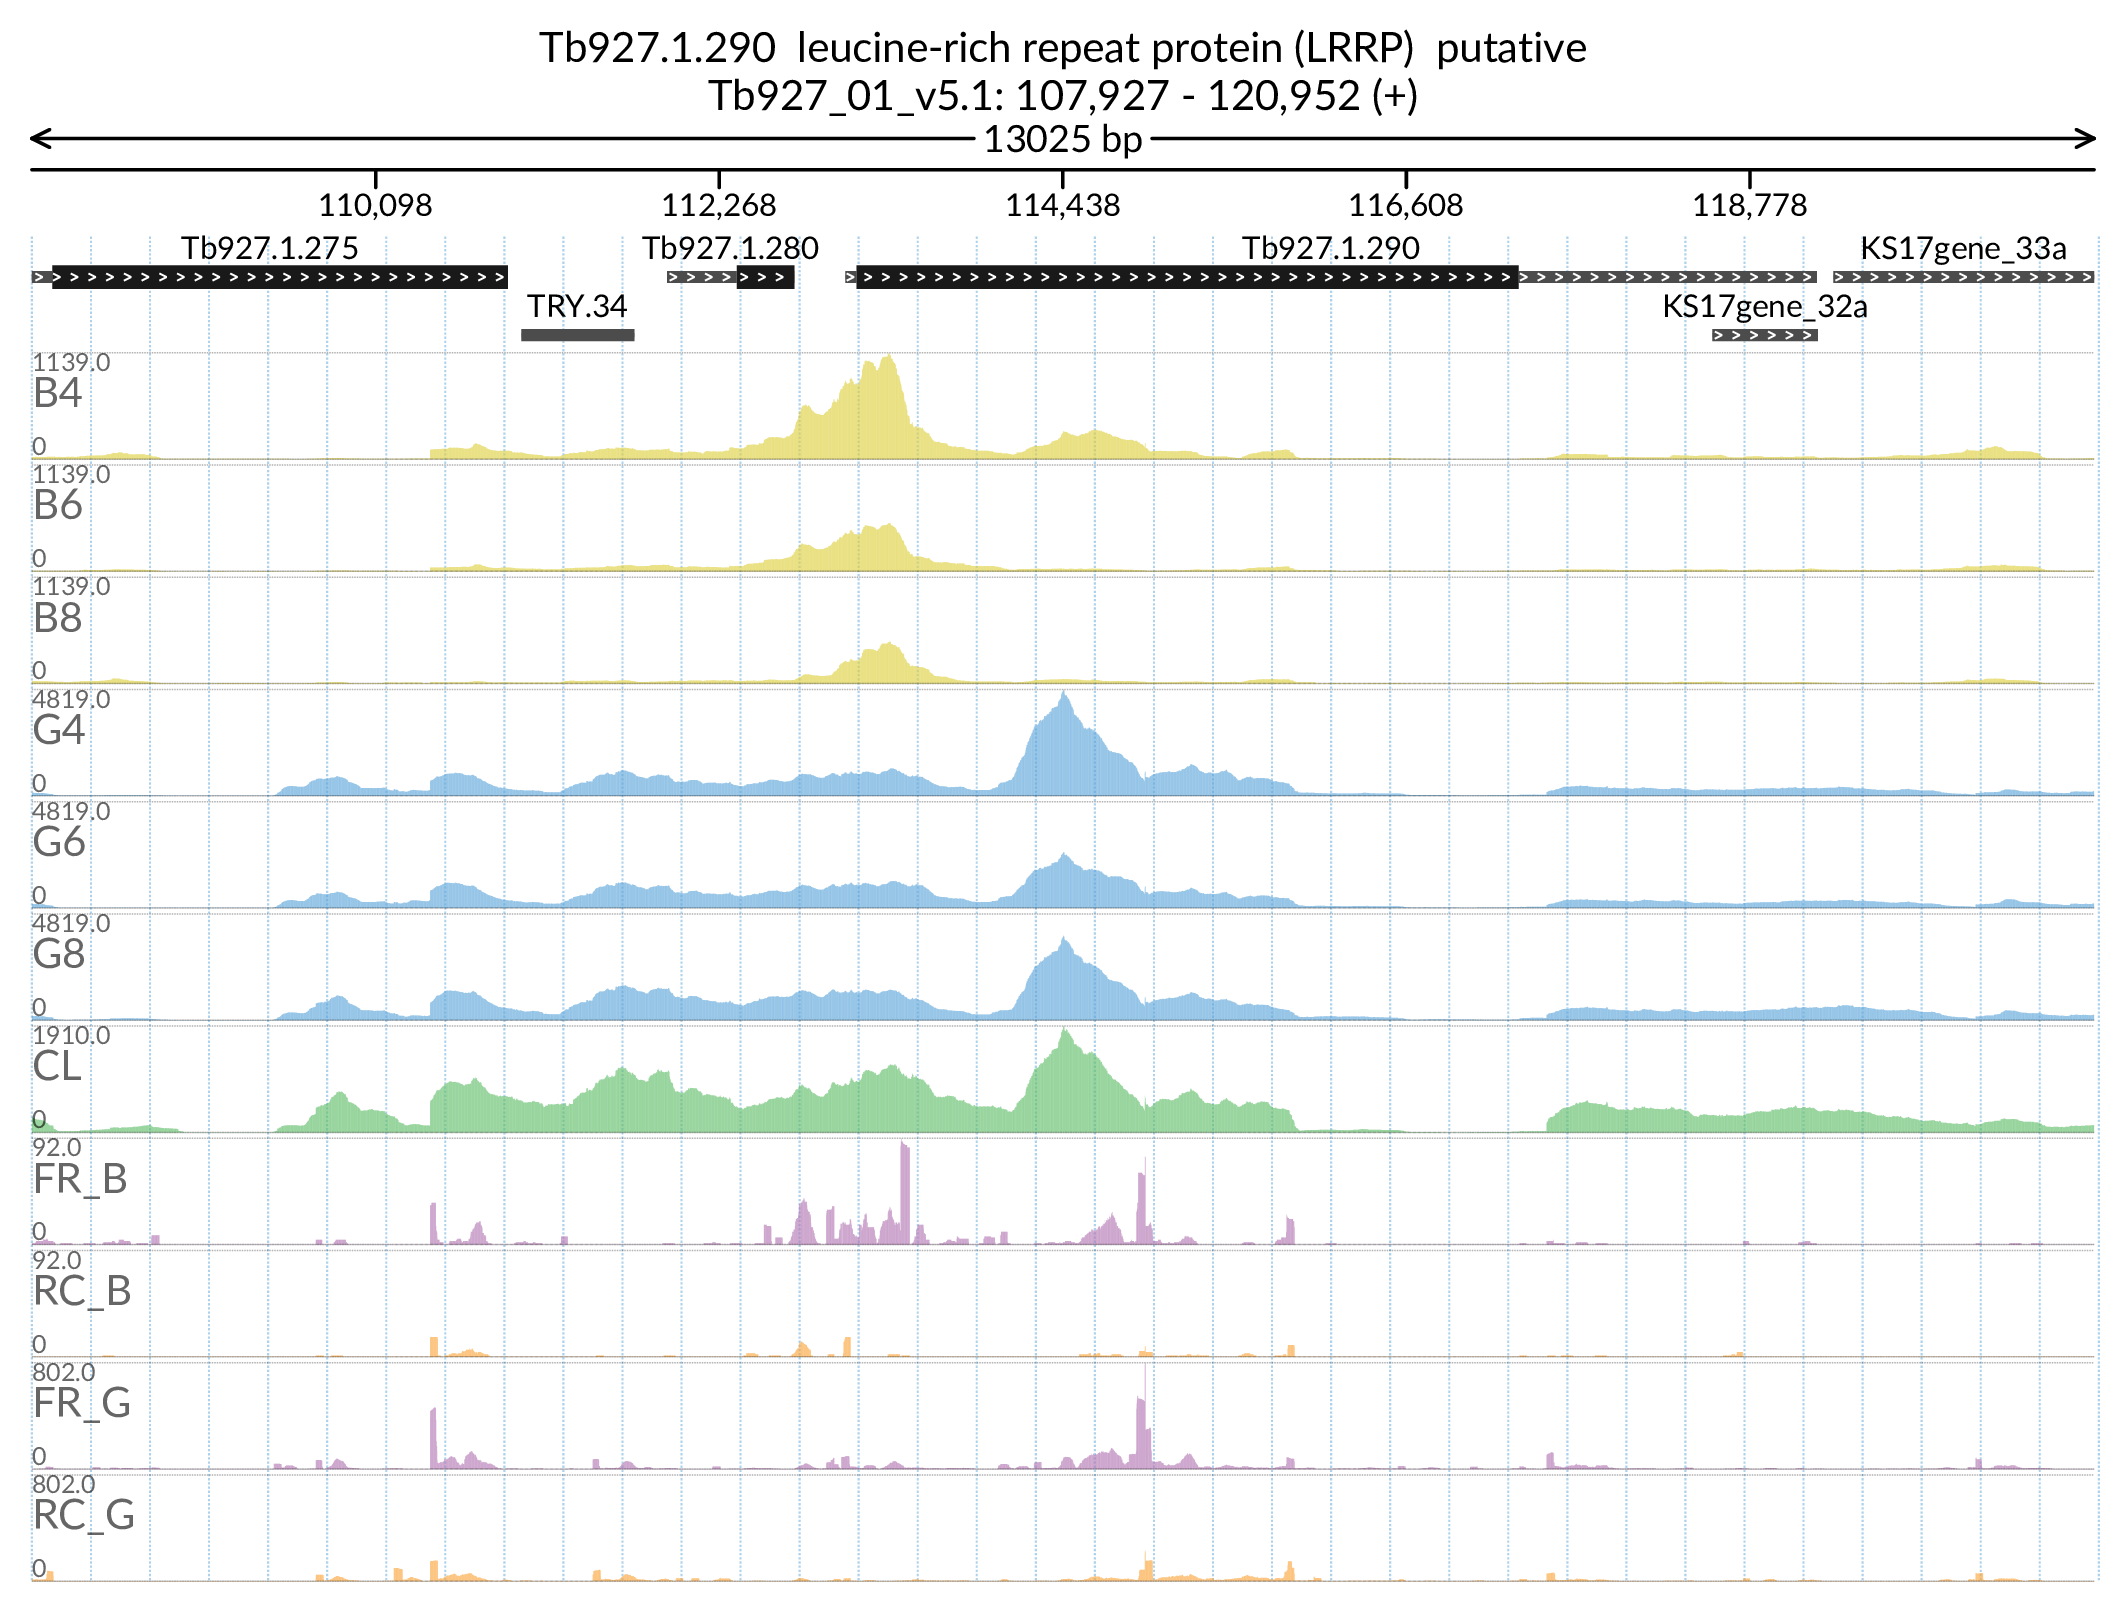 Tb927.1.290  leucine-rich repeat protein (LRRP)  putative
Tb927_01_v5.1: 107,927 - 120,952 (+)
13025 bp
110,098 112,268 114,438 116,608 118,778
Tb927.1.275 Tb927.1.280 Tb927.1.290 KS17gene_33a
TRY.34 KS17gene_32a
1139.0
B4
0
1139.0
B6
0
1139.0
B8
0
4819.0
G4
0
4819.0
G6
0
4819.0
G8
0
1910.0
CL
0
92.0
FR_B
0
92.0
RC_B
0
802.0
FR_G
0
802.0
RC_G
0